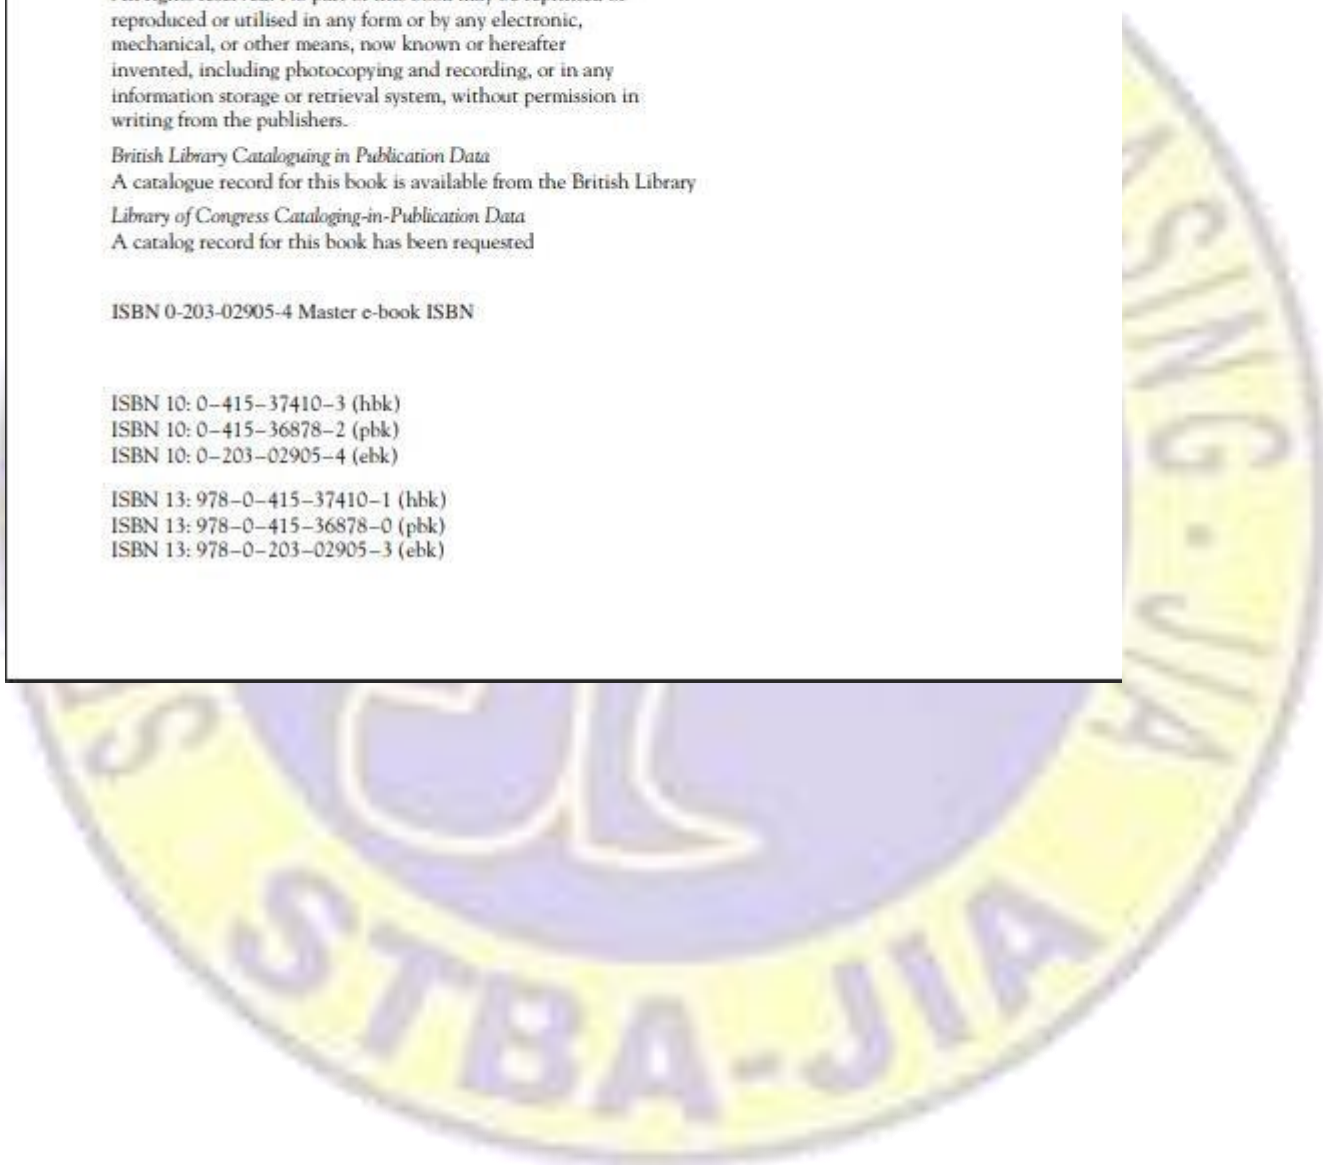 reproduced or utilised in any form or by any electronic,
mechanical, or other means, now known or hereafter
invented, including photocopying and recording, or in any
information storage or retrieval system, without permission in
writing from the publishers.
British Library Cataloguing in Publication Data
A catalogue record for this book is available from the British Library
Library of Congress Cataloging-in-Publication Data
A catalog record for this book has been requested
ISBN 0-203-02905-4 Master e-book ISBN
ISBN 10: 0–415–37410–3 (hbk)
ISBN 10: 0–415–36878–2 (pbk)
ISBN 10: 0–203–02905–4 (ebk)
ISBN 13: 978–0–415–37410–1 (hbk)
ISBN 13: 978–0–415–36878–0 (pbk)
ISBN 13: 978–0–203–02905–3 (ebk)
ASING · JIA
STBA-JIA